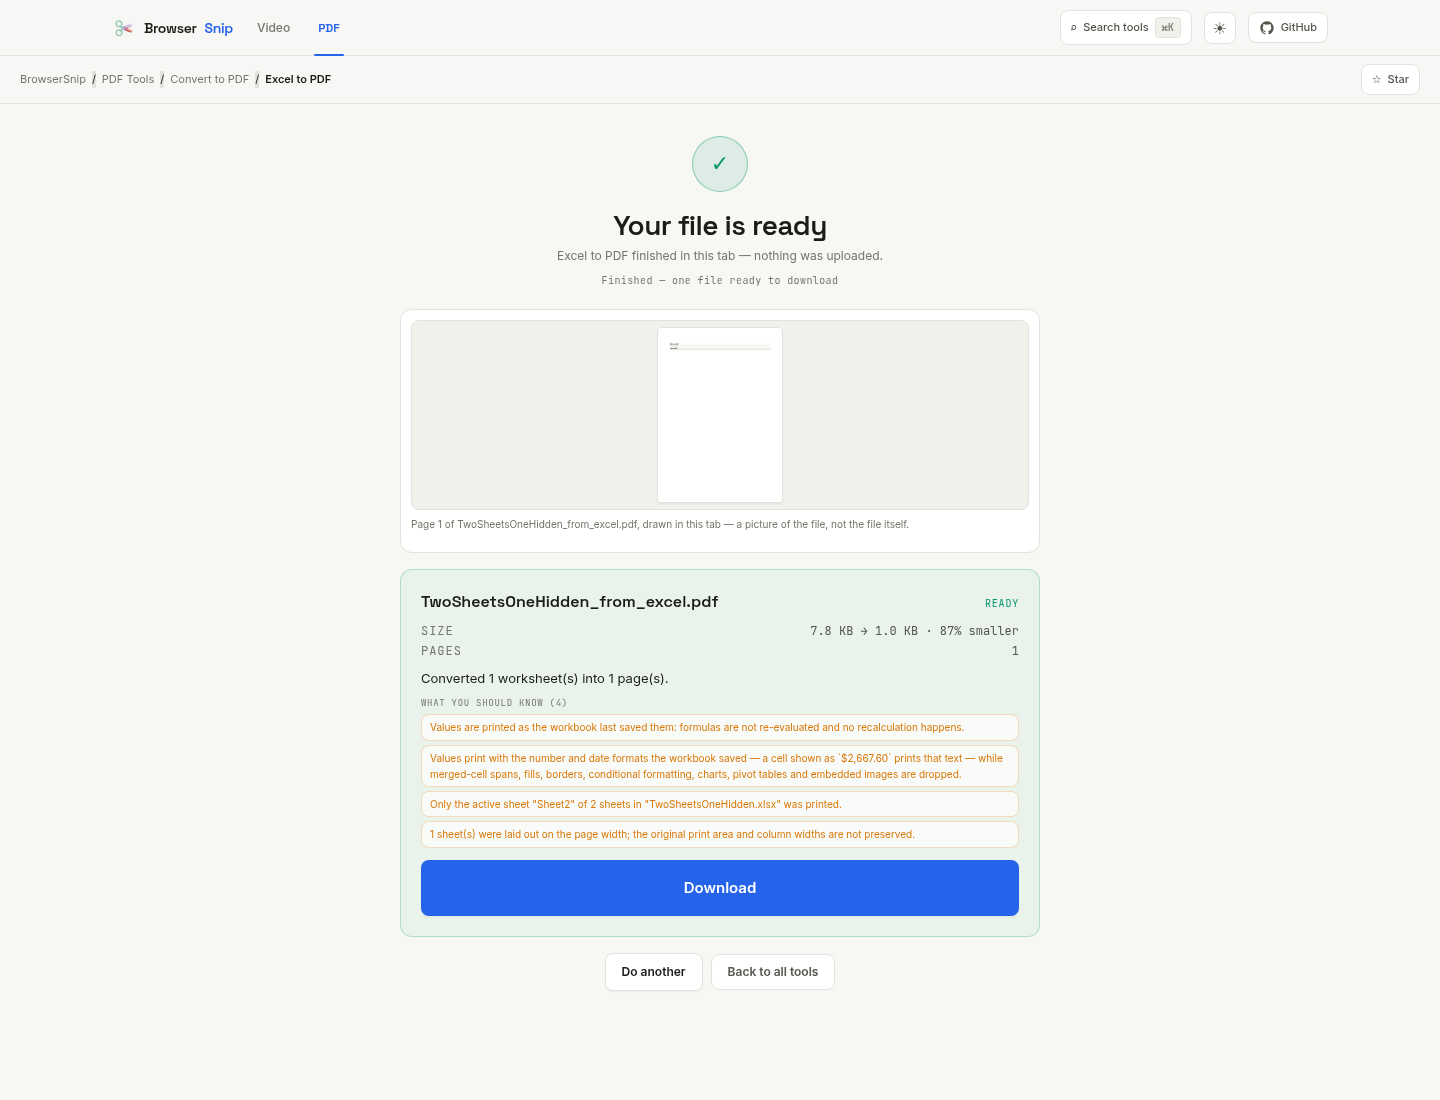 Browser Snip Video PDF Search tools ⌘K GitHub
BrowserSnip / PDF Tools / Convert to PDF / Excel to PDF ☆ Star
✓
Your file is ready
Excel to PDF finished in this tab — nothing was uploaded.
Finished — one file ready to download
Page 1 of TwoSheetsOneHidden_from_excel.pdf, drawn in this tab — a picture of the file, not the file itself.
TwoSheetsOneHidden_from_excel.pdf READY
SIZE 7.8 KB → 1.0 KB · 87% smaller
PAGES 1
Converted 1 worksheet(s) into 1 page(s).
WHAT YOU SHOULD KNOW (4)
Values are printed as the workbook last saved them: formulas are not re-evaluated and no recalculation happens.
Values print with the number and date formats the workbook saved — a cell shown as `$2,667.60` prints that text — while
merged-cell spans, fills, borders, conditional formatting, charts, pivot tables and embedded images are dropped.
Only the active sheet "Sheet2" of 2 sheets in "TwoSheetsOneHidden.xlsx" was printed.
1 sheet(s) were laid out on the page width; the original print area and column widths are not preserved.
Download
Do another Back to all tools